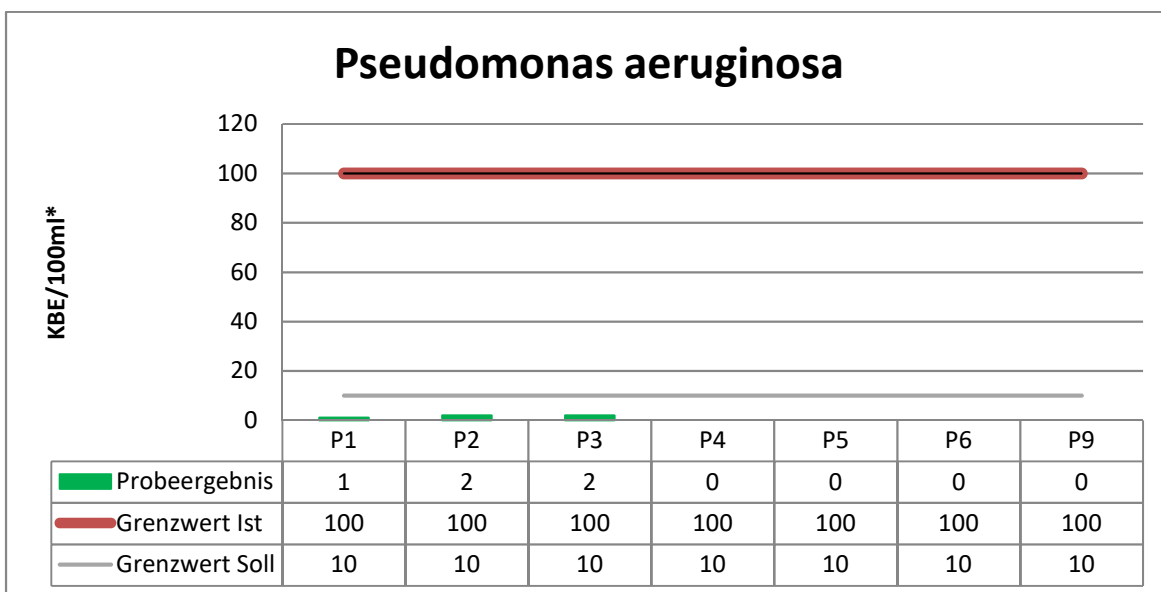 Pseudomonas aeruginosa
KBE/100ml*
120
100
80
60
40
20
0
P1 P2 P3 P4 P5 P6 P9
Probeergebnis 1 2 2 0 0 0 0
Grenzwert Ist 100 100 100 100 100 100 100
Grenzwert Soll 10 10 10 10 10 10 10